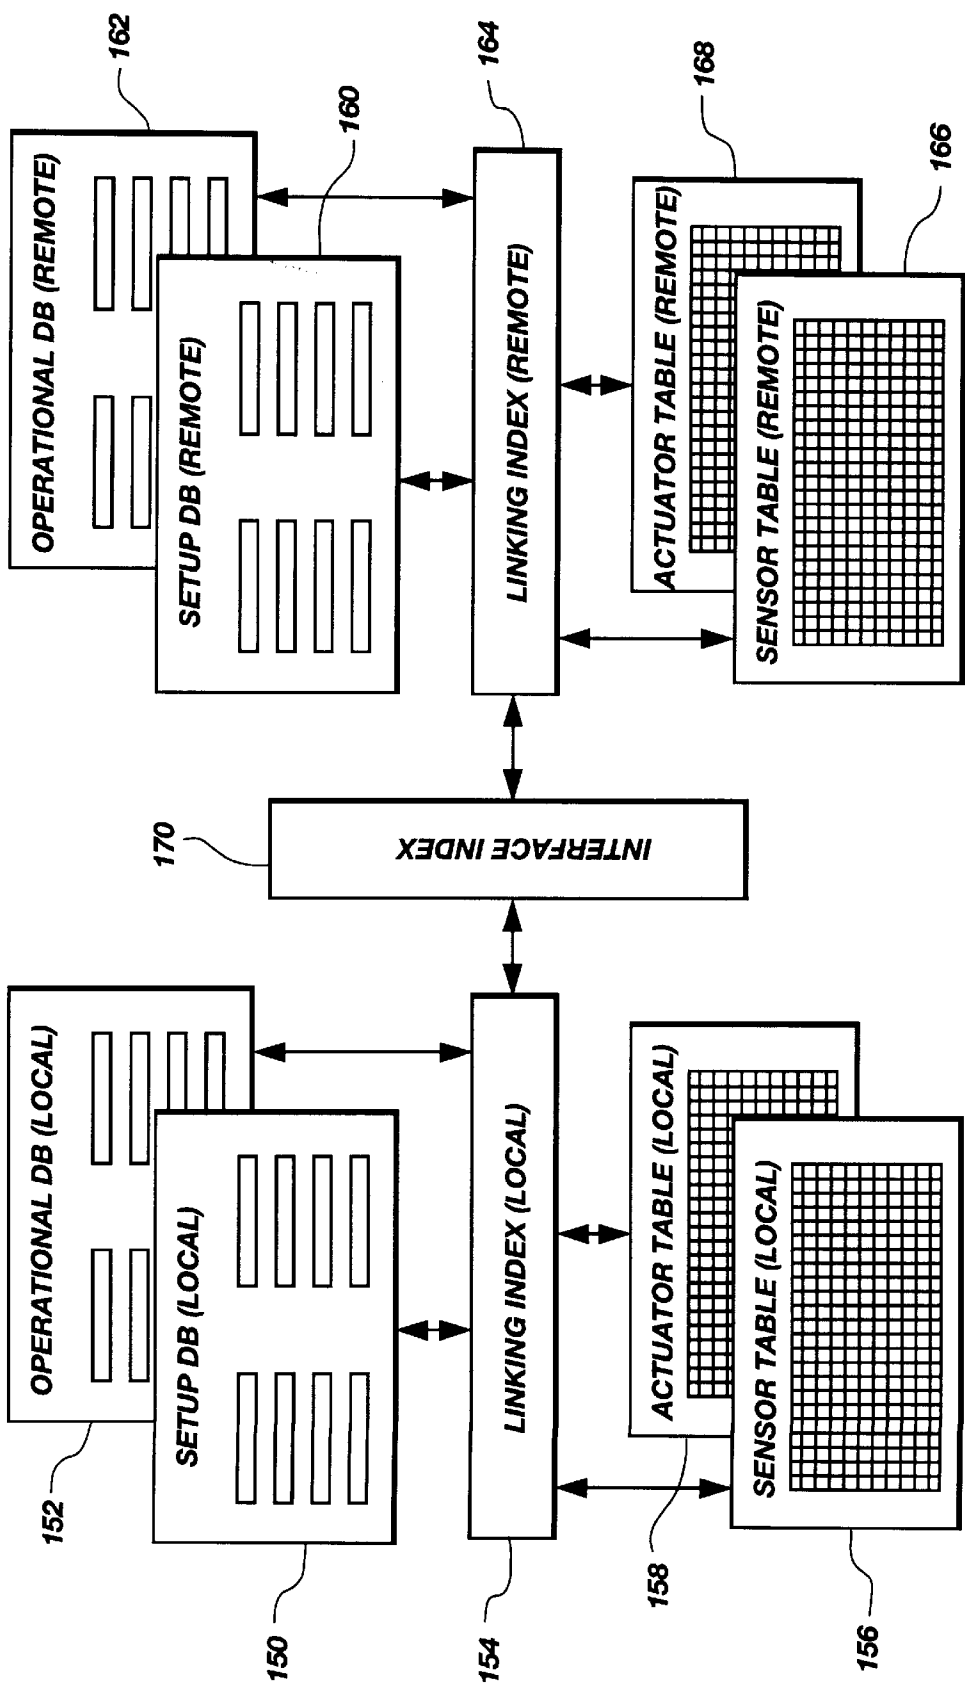 OPERATIONAL DB (LOCAL)
152
SETUP DB (LOCAL)
150
LINKING INDEX (LOCAL)
154
ACTUATOR TABLE (LOCAL)
158
SENSOR TABLE (LOCAL)
156
INTERFACE INDEX
170
OPERATIONAL DB (REMOTE)
162
SETUP DB (REMOTE)
160
LINKING INDEX (REMOTE)
164
ACTUATOR TABLE (REMOTE)
168
SENSOR TABLE (REMOTE)
166